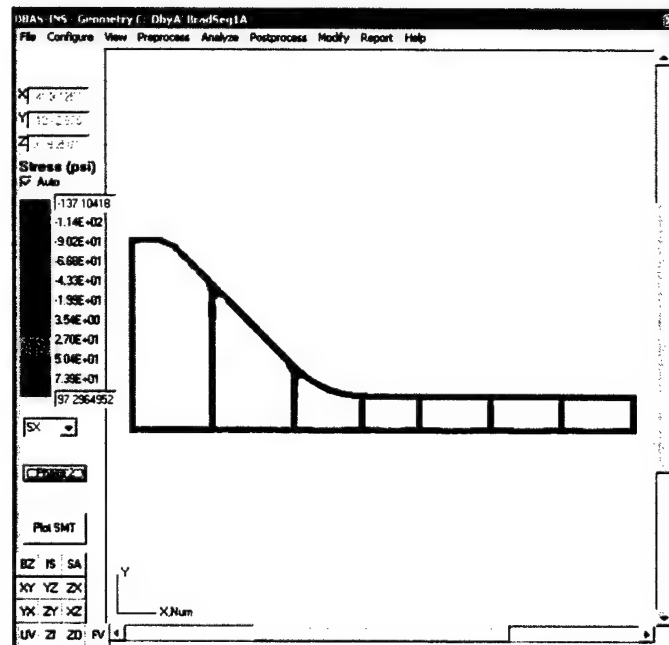 DBAS-INS - Geometry
File Configure View Preprocess Analyze Postprocess Modify Report Help
X
Y
Z
Stress (psi)
Auto
-137.10418
-1.14E+02
-9.02E+01
-6.68E+01
-4.33E+01
-1.99E+01
3.54E+00
2.70E+01
5.04E+01
7.39E+01
97.2964952
SX
Plot SMT
BZ IS SA
XY YZ ZX
YX ZY XZ
UV ZI ZO FV
Y
X,Num